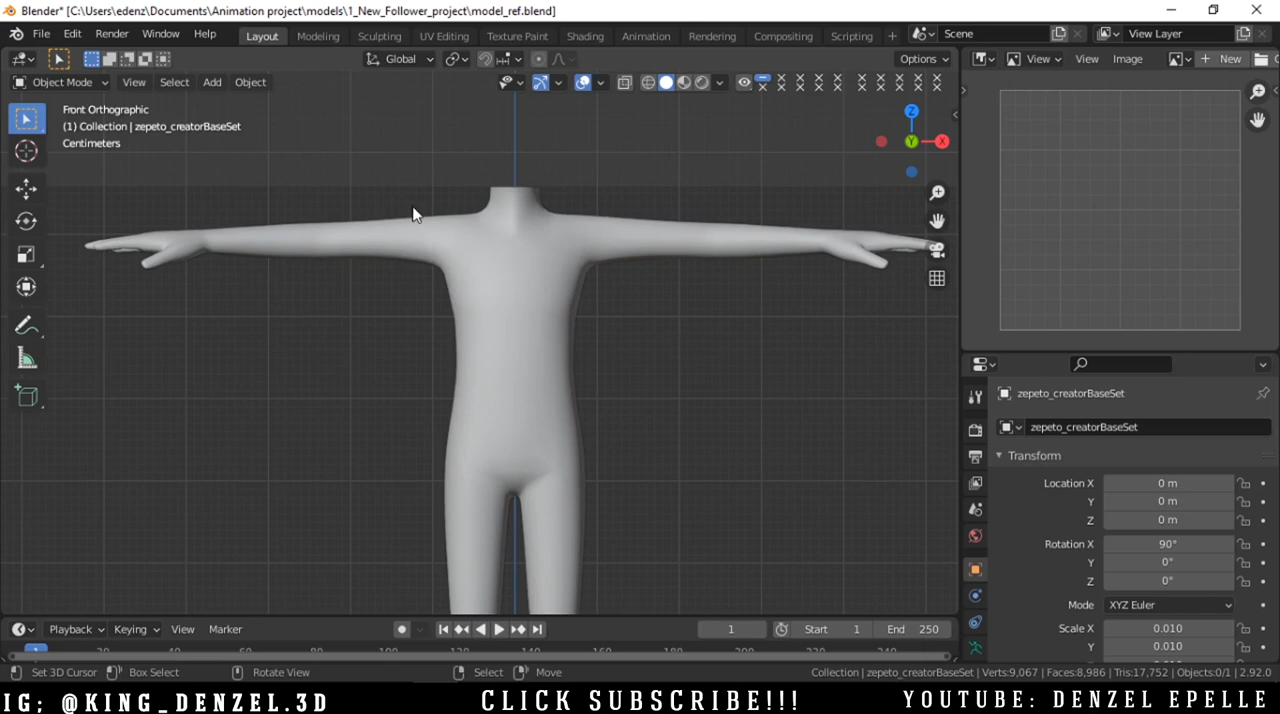 Blender* [C:\Users\edenz\Documents\Animation project\models\1_New_Follower_project\model_ref.blend]
File Edit Render Window Help Layout Modeling Sculpting UV Editing Texture Paint Shading Animation Rendering Compositing Scripting + Scene View Layer
Global Options View View Image + New
Object Mode View Select Add Object
Front Orthographic
(1) Collection | zepeto_creatorBaseSet
Centimeters
Z
Y
X
zepeto_creatorBaseSet
zepeto_creatorBaseSet
Transform
Location X 0 m
Y 0 m
Z 0 m
Rotation X 90°
Y 0°
Z 0°
Mode XYZ Euler
Scale X 0.010
Y 0.010
Playback Keying View Marker 1 Start 1 End 250
Set 3D Cursor Box Select Rotate View Select Move Collection | zepeto_creatorBaseSet | Verts:9,067 | Faces:8,986 | Tris:17,752 | Objects:0/1 | 2.92.0
IG; @KING_DENZEL.3D CLICK SUBSCRIBE!!! YOUTUBE: DENZEL EPELLE